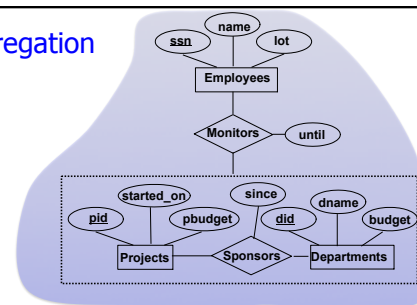 regation
name
ssn
lot
Employees
Monitors
until
started_on
since
dname
pid
pbudget
did
budget
Projects
Sponsors
Departments